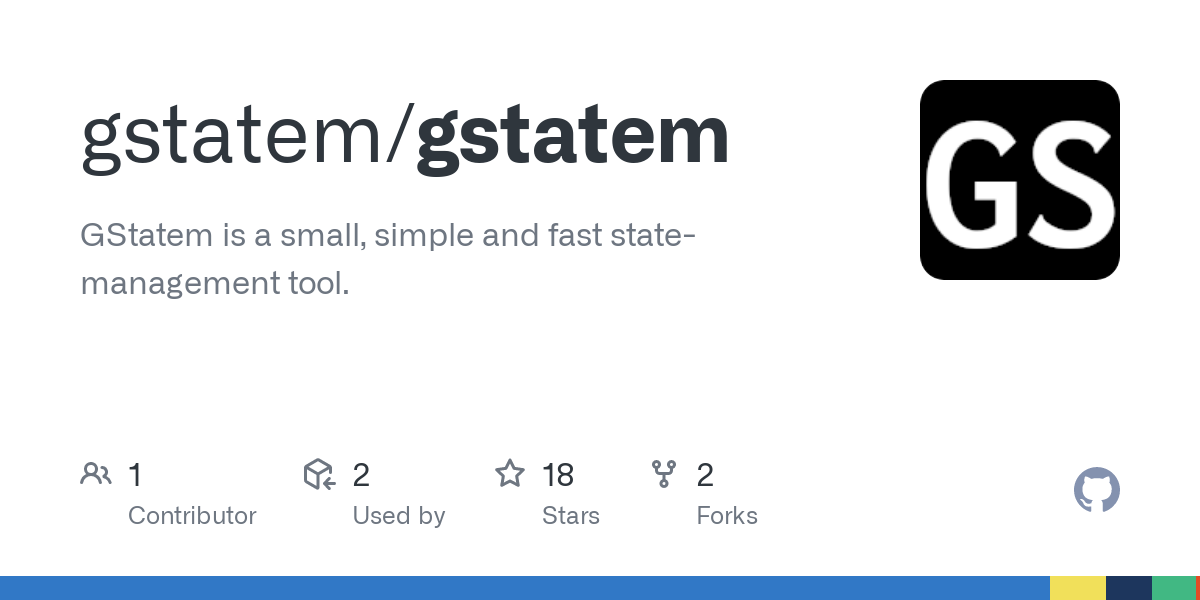 gstatem/gstatem
GS
GStatem is a small, simple and fast state-
management tool.
1
Contributor
2
Used by
18
Stars
2
Forks